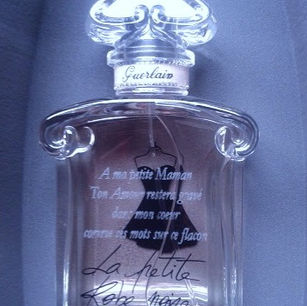 Guerlain
A ma petite Maman
Ton Amour restera gravé
dans mon coeur
comme ces mots sur ce flacon
La petite
Robe noire